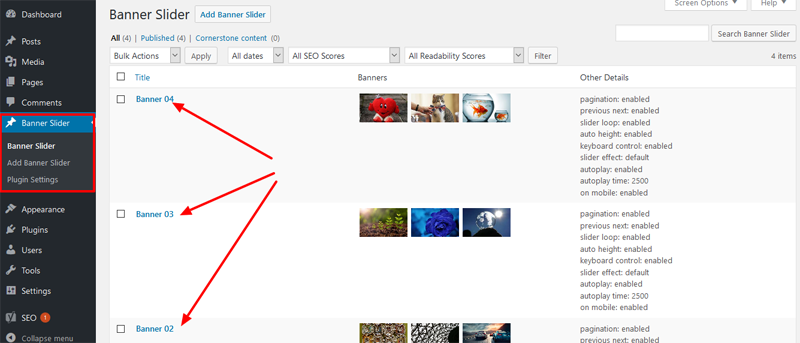 Screen Options Help
Dashboard
Posts
Media
Pages
Comments
Banner Slider
Banner Slider
Add Banner Slider
Plugin Settings
Appearance
Plugins
Users
Tools
Settings
SEO 1
Collapse menu
Banner Slider Add Banner Slider
All (4) | Published (4) | Cornerstone content (0)
Search Banner Slider
Bulk Actions Apply All dates All SEO Scores All Readability Scores Filter 4 items
Title Banners Other Details
Banner 04
pagination: enabled
previous next: enabled
slider loop: enabled
auto height: enabled
keyboard control: enabled
slider effect: default
autoplay: enabled
autoplay time: 2500
on mobile: enabled
Banner 03
pagination: enabled
previous next: enabled
slider loop: enabled
auto height: enabled
keyboard control: enabled
slider effect: default
autoplay: enabled
autoplay time: 2500
on mobile: enabled
Banner 02
pagination: enabled
previous next: enabled